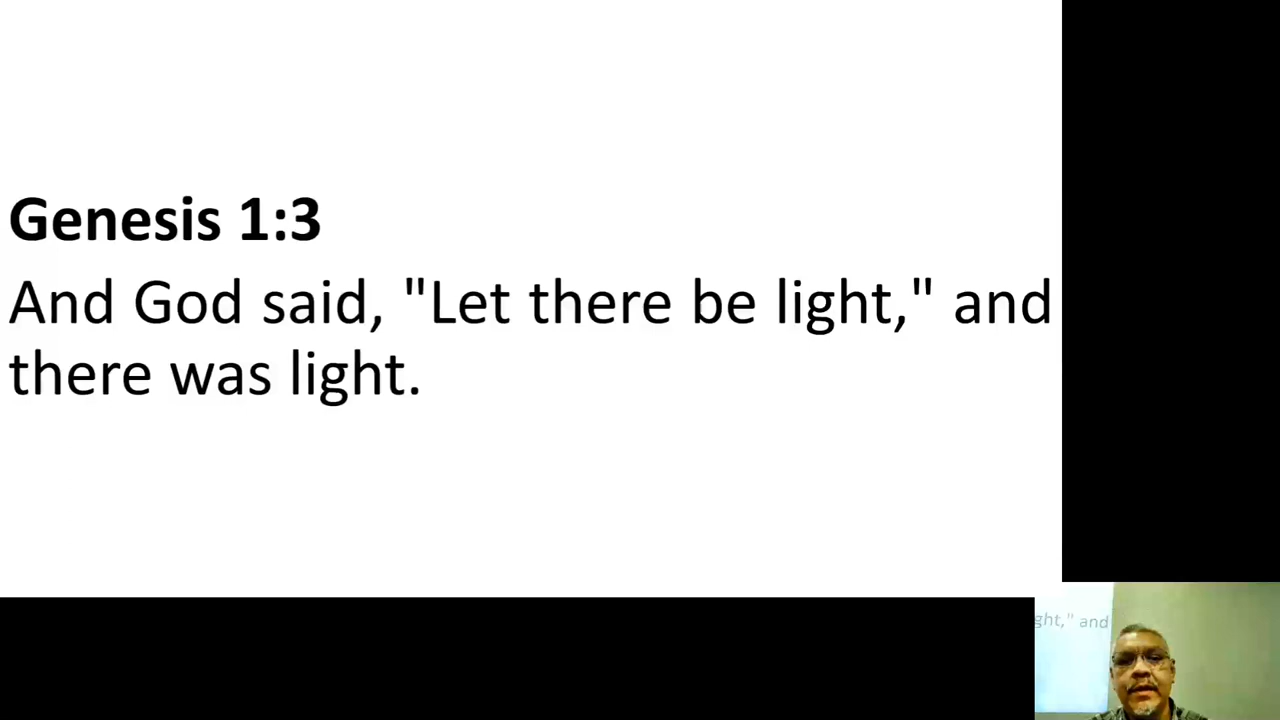 Genesis 1:3
And God said, "Let there be light," and
there was light.
ght," and